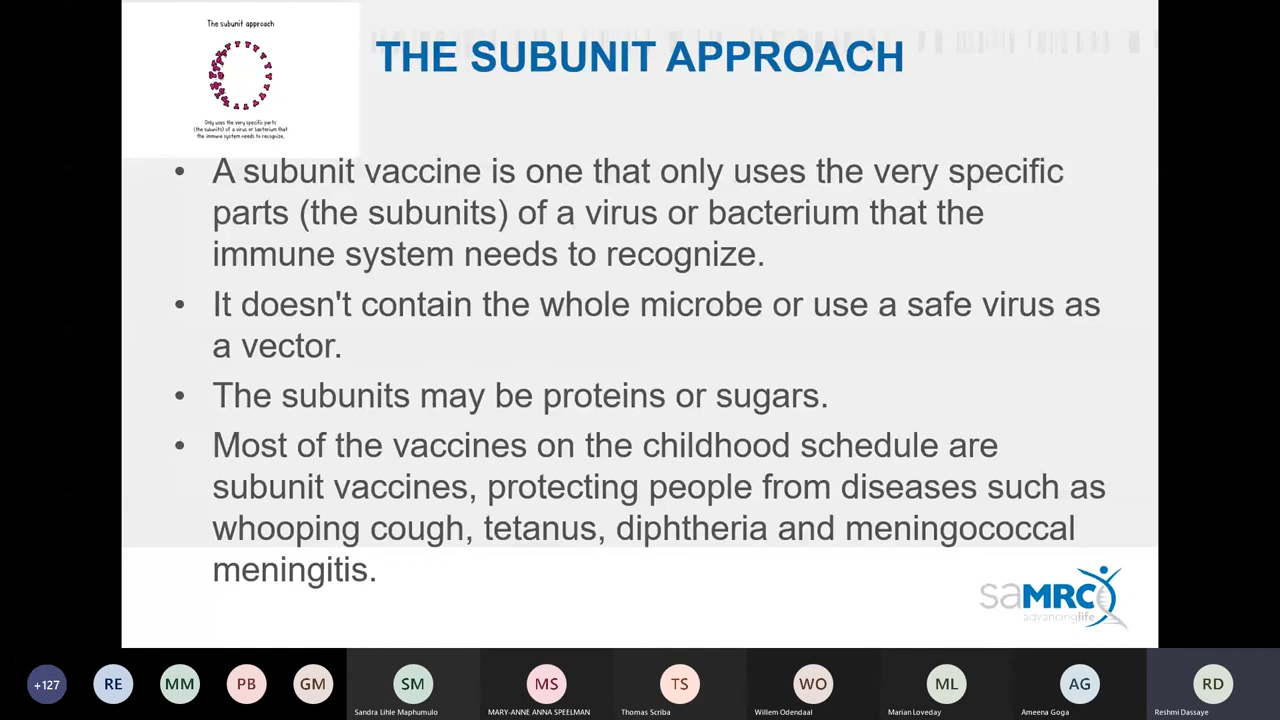 The subunit approach
Only uses the very specific parts
(the subunits) of a virus or bacterium that
the immune system needs to recognize.
THE SUBUNIT APPROACH
• A subunit vaccine is one that only uses the very specific
parts (the subunits) of a virus or bacterium that the
immune system needs to recognize.
• It doesn't contain the whole microbe or use a safe virus as
a vector.
• The subunits may be proteins or sugars.
• Most of the vaccines on the childhood schedule are
subunit vaccines, protecting people from diseases such as
whooping cough, tetanus, diphtheria and meningococcal
meningitis.
saMRC
advancinglife
+127 RE MM PB GM SM MS TS WO ML AG RD
Sandra Lihle Maphumulo MARY-ANNE ANNA SPEELMAN Thomas Scriba Willem Odendaal Marian Loveday Ameena Goga Reshmi Dassaye